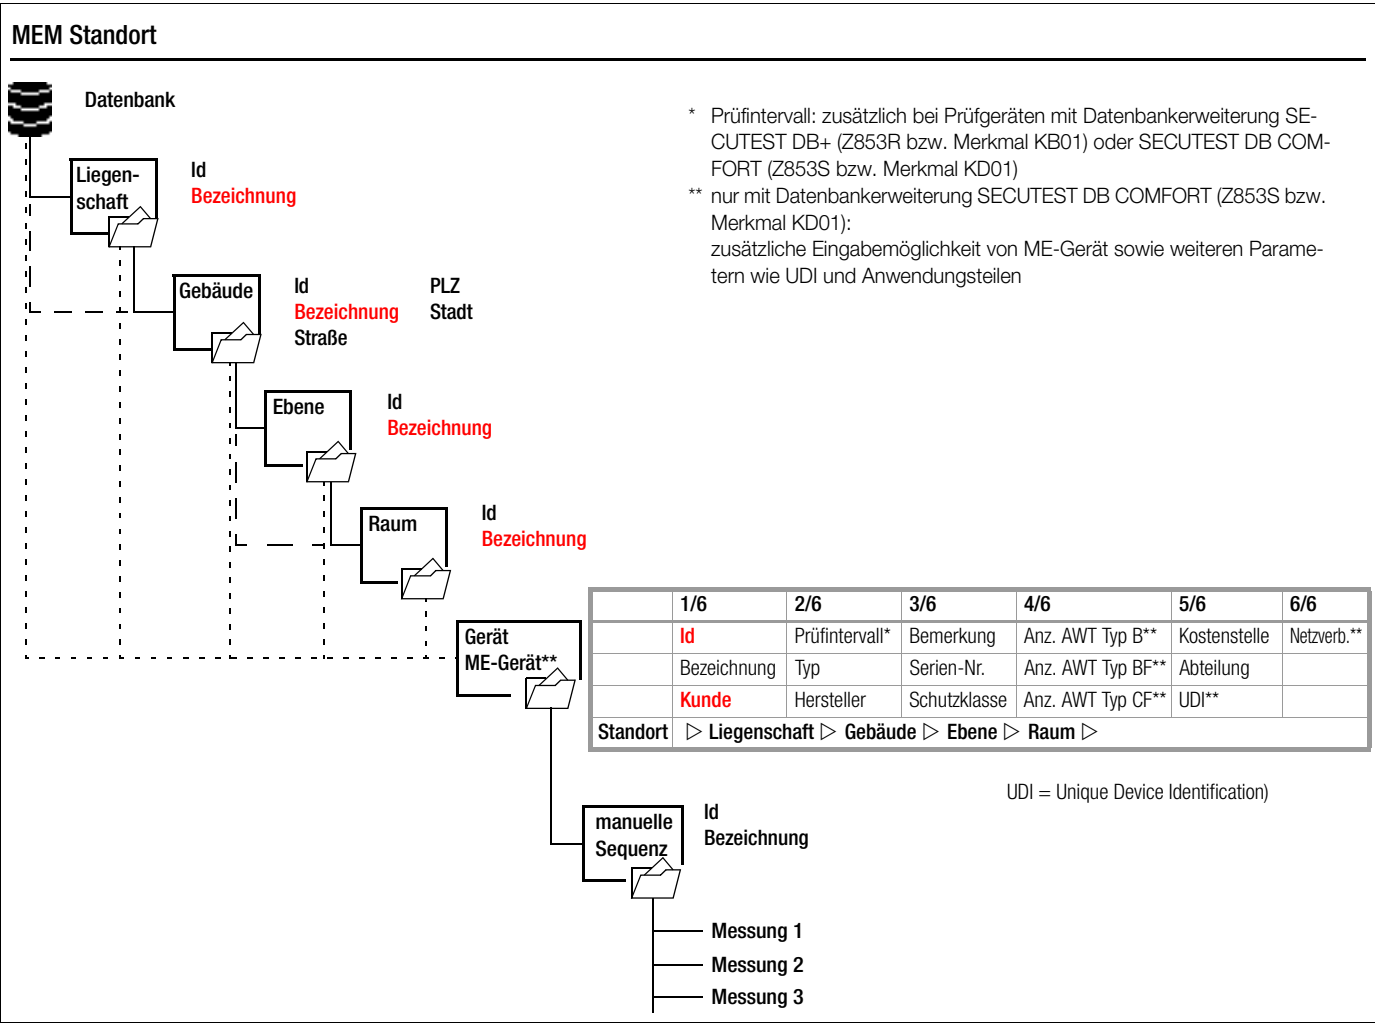 MEM Standort
Datenbank
* Prüfintervall: zusätzlich bei Prüfgeräten mit Datenbankerweiterung SE-
CUTEST DB+ (Z853R bzw. Merkmal KB01) oder SECUTEST DB COM-
FORT (Z853S bzw. Merkmal KD01)
** nur mit Datenbankerweiterung SECUTEST DB COMFORT (Z853S bzw.
Merkmal KD01):
zusätzliche Eingabemöglichkeit von ME-Gerät sowie weiteren Parame-
tern wie UDI und Anwendungsteilen
Liegen-
schaft
Id
Bezeichnung
Gebäude
Id PLZ
Bezeichnung Stadt
Straße
Ebene
Id
Bezeichnung
Raum
Id
Bezeichnung
Gerät
ME-Gerät**
1/6 2/6 3/6 4/6 5/6 6/6
Id Prüfintervall* Bemerkung Anz. AWT Typ B** Kostenstelle Netzverb.**
Bezeichnung Typ Serien-Nr. Anz. AWT Typ BF** Abteilung
Kunde Hersteller Schutzklasse Anz. AWT Typ CF** UDI**
Standort ▷ Liegenschaft ▷ Gebäude ▷ Ebene ▷ Raum ▷
UDI = Unique Device Identification)
manuelle
Sequenz
Id
Bezeichnung
Messung 1
Messung 2
Messung 3